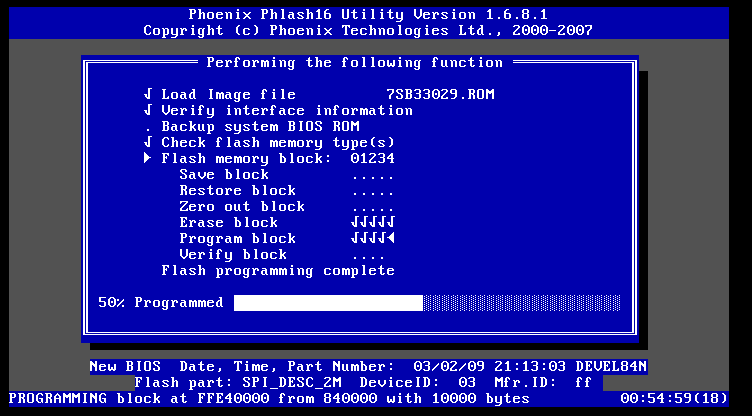 Phoenix Phlash16 Utility Version 1.6.8.1
Copyright (c) Phoenix Technologies Ltd., 2000-2007
Performing the following function
√ Load Image file 7SB33029.ROM
√ Verify interface information
. Backup system BIOS ROM
√ Check flash memory type(s)
► Flash memory block: 01234
Save block .....
Restore block .....
Zero out block .....
Erase block √√√√√
Program block √√√√◄
Verify block ....
Flash programming complete
50% Programmed
New BIOS Date, Time, Part Number: 03/02/09 21:13:03 DEVEL84N
Flash part: SPI_DESC_2M DeviceID: 03 Mfr.ID: ff
PROGRAMMING block at FFE40000 from 840000 with 10000 bytes 00:54:59(18)